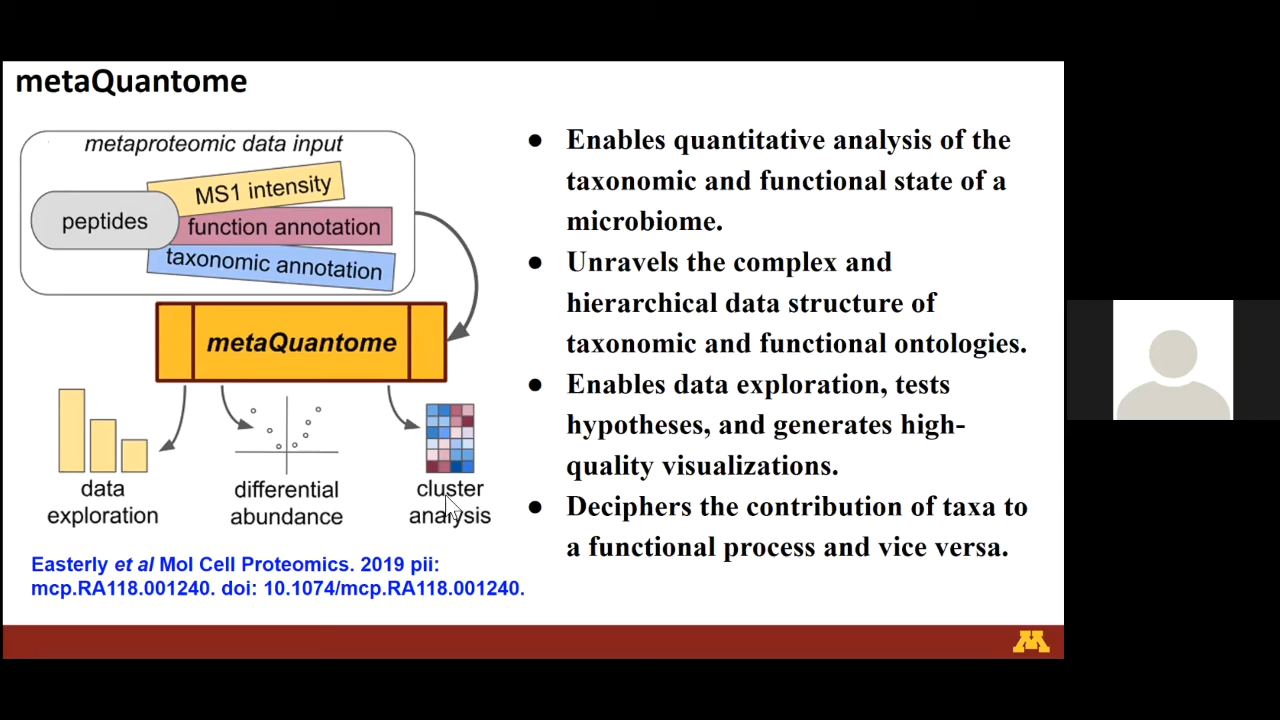 metaQuantome
metaproteomic data input
MS1 intensity
peptides
function annotation
taxonomic annotation
metaQuantome
data
exploration
differential
abundance
cluster
analysis
Easterly et al Mol Cell Proteomics. 2019 pii:
mcp.RA118.001240. doi: 10.1074/mcp.RA118.001240.
● Enables quantitative analysis of the
taxonomic and functional state of a
microbiome.
● Unravels the complex and
hierarchical data structure of
taxonomic and functional ontologies.
● Enables data exploration, tests
hypotheses, and generates high-
quality visualizations.
● Deciphers the contribution of taxa to
a functional process and vice versa.
M